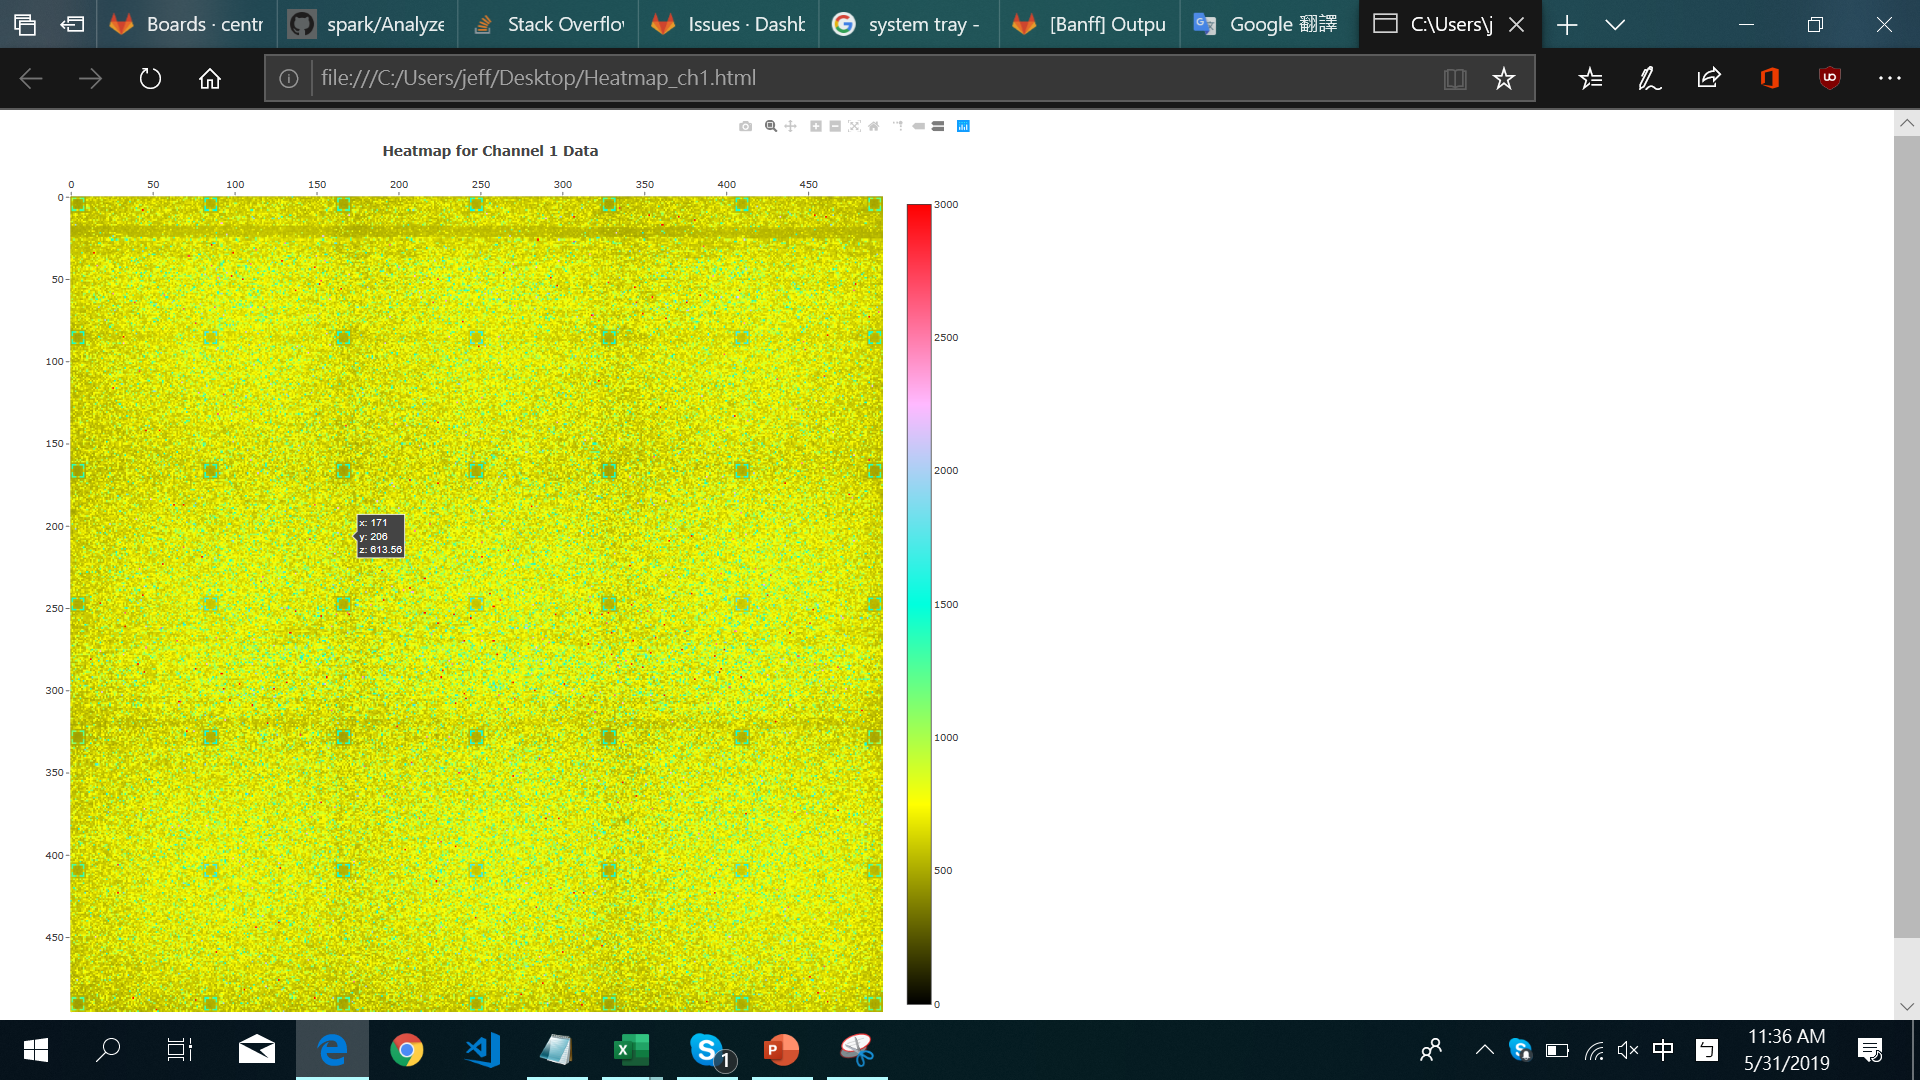 Boards · centr
spark/Analyze
Stack Overflo
Issues · Dashb
system tray -
[Banff] Outpu
Google 翻譯
C:\Users\j
file:///C:/Users/jeff/Desktop/Heatmap_ch1.html
Heatmap for Channel 1 Data
0 50 100 150 200 250 300 350 400 450
0
50
100
150
200
250
300
350
400
450
x: 171
y: 206
z: 613.56
3000
2500
2000
1500
1000
500
0
1
中
ㄅ
11:36 AM
5/31/2019